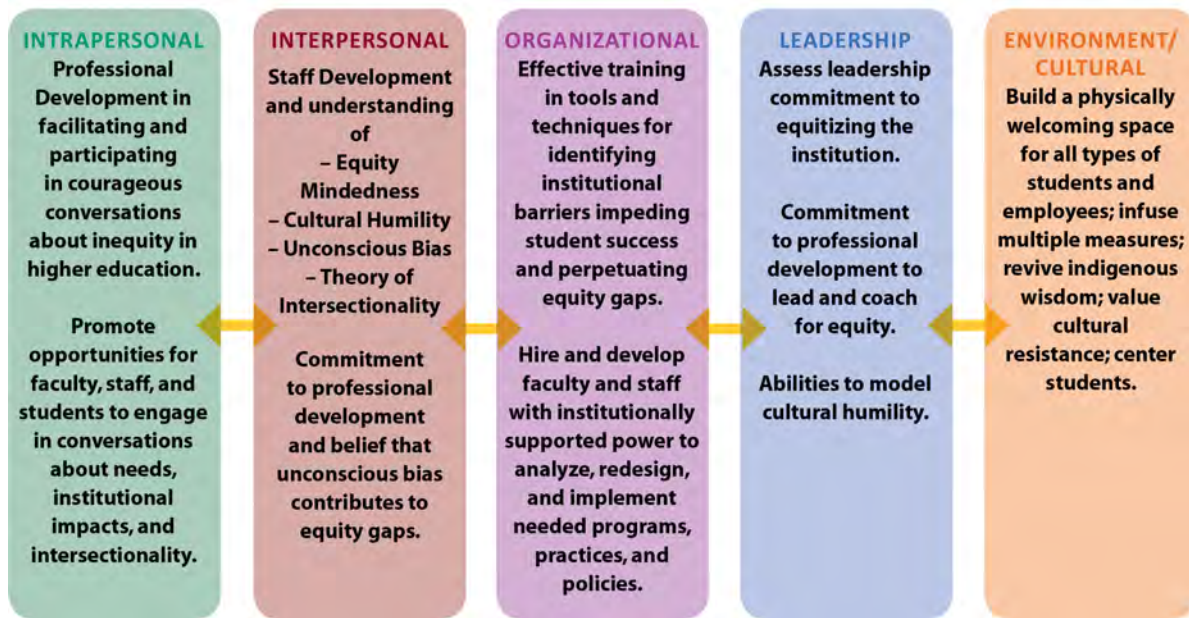 INTRAPERSONAL
Professional
Development in
facilitating and
participating
in courageous
conversations
about inequity in
higher education.
Promote
opportunities for
faculty, staff, and
students to engage
in conversations
about needs,
institutional
impacts, and
intersectionality.
INTERPERSONAL
Staff Development
and understanding
of
– Equity
Mindedness
– Cultural Humility
– Unconscious Bias
– Theory of
Intersectionality
Commitment
to professional
development
and belief that
unconscious bias
contributes to
equity gaps.
ORGANIZATIONAL
Effective training
in tools and
techniques for
identifying
institutional
barriers impeding
student success
and perpetuating
equity gaps.
Hire and develop
faculty and staff
with institutionally
supported power to
analyze, redesign,
and implement
needed programs,
practices, and
policies.
LEADERSHIP
Assess leadership
commitment to
equitizing the
institution.
Commitment
to professional
development to
lead and coach
for equity.
Abilities to model
cultural humility.
ENVIRONMENT/
CULTURAL
Build a physically
welcoming space
for all types of
students and
employees; infuse
multiple measures;
revive indigenous
wisdom; value
cultural
resistance; center
students.